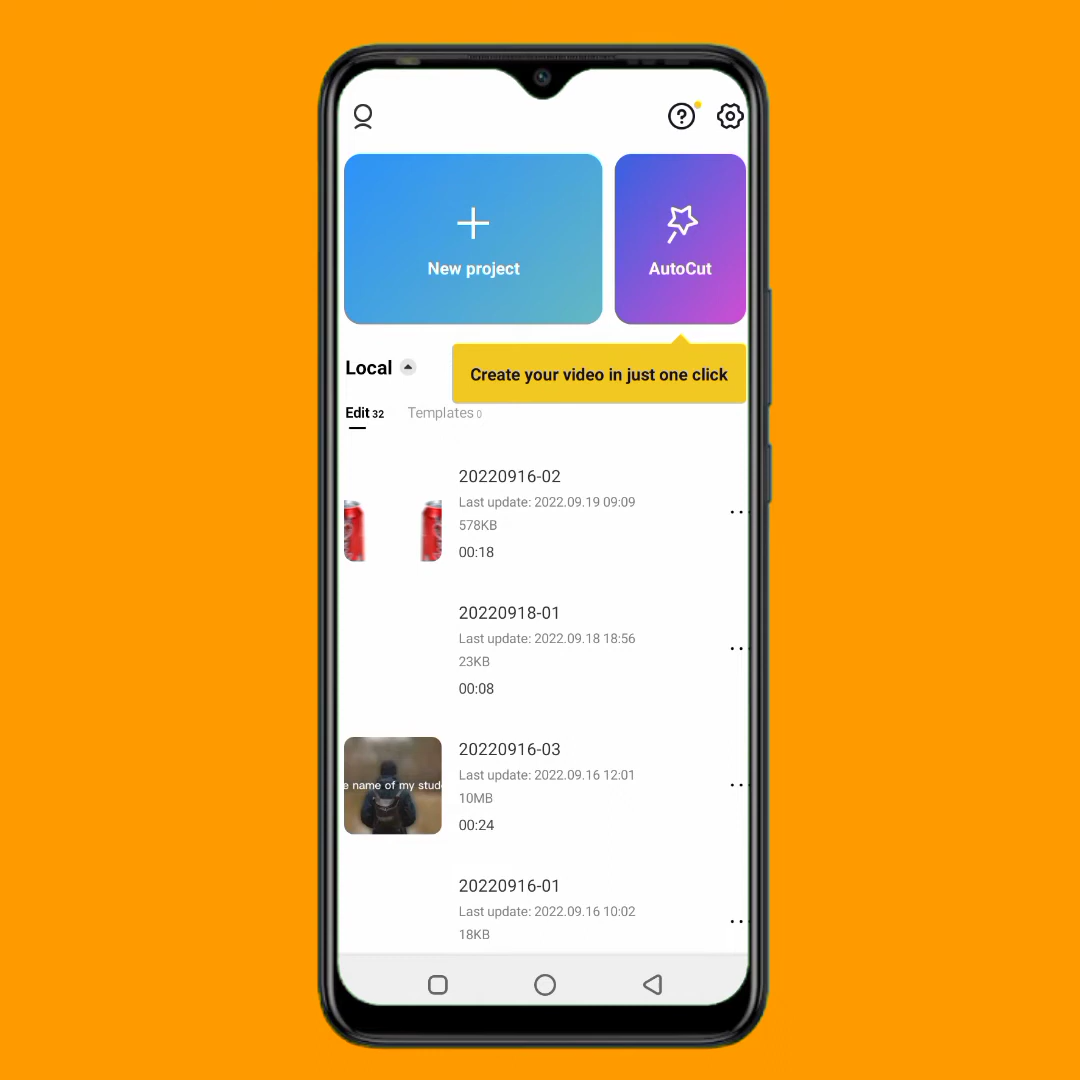 New project
AutoCut
Local
Create your video in just one click
Edit 32
Templates 0
20220916-02
Last update: 2022.09.19 09:09
578KB
00:18
20220918-01
Last update: 2022.09.18 18:56
23KB
00:08
e name of my stud
20220916-03
Last update: 2022.09.16 12:01
10MB
00:24
20220916-01
Last update: 2022.09.16 10:02
18KB